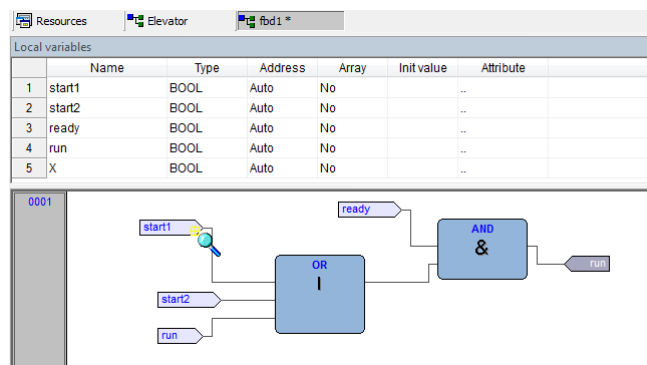 Resources Elevator fbd1 *
Local variables
Name Type Address Array Init value Attribute
1 start1 BOOL Auto No ..
2 start2 BOOL Auto No ..
3 ready BOOL Auto No ..
4 run BOOL Auto No ..
5 X BOOL Auto No ..
0001
ready
start1
AND
&
run
OR
|
start2
run